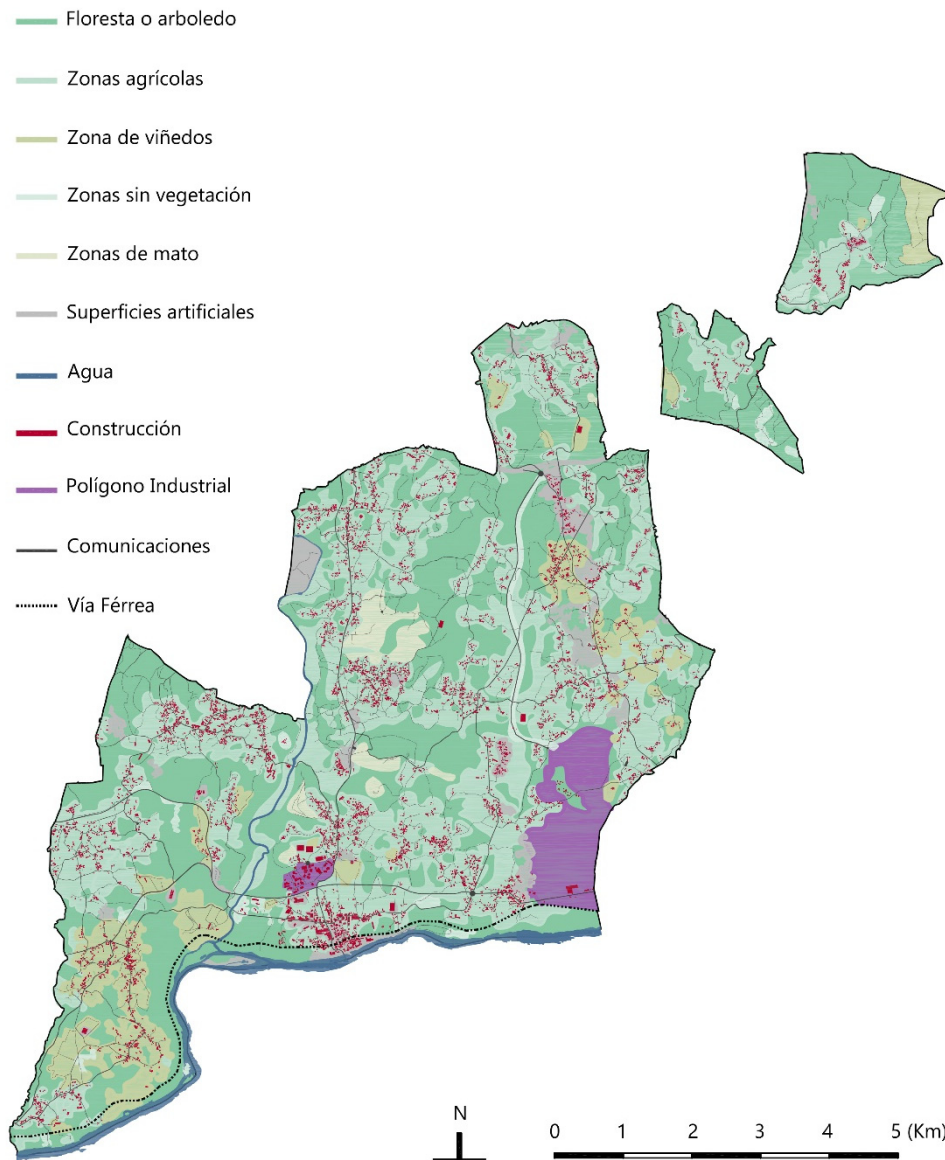 Floresta o arboledo
Zonas agrícolas
Zona de viñedos
Zonas sin vegetación
Zonas de mato
Superficies artificiales
Agua
Construcción
Polígono Industrial
Comunicaciones
Vía Férrea
N
0 1 2 3 4 5 (Km)